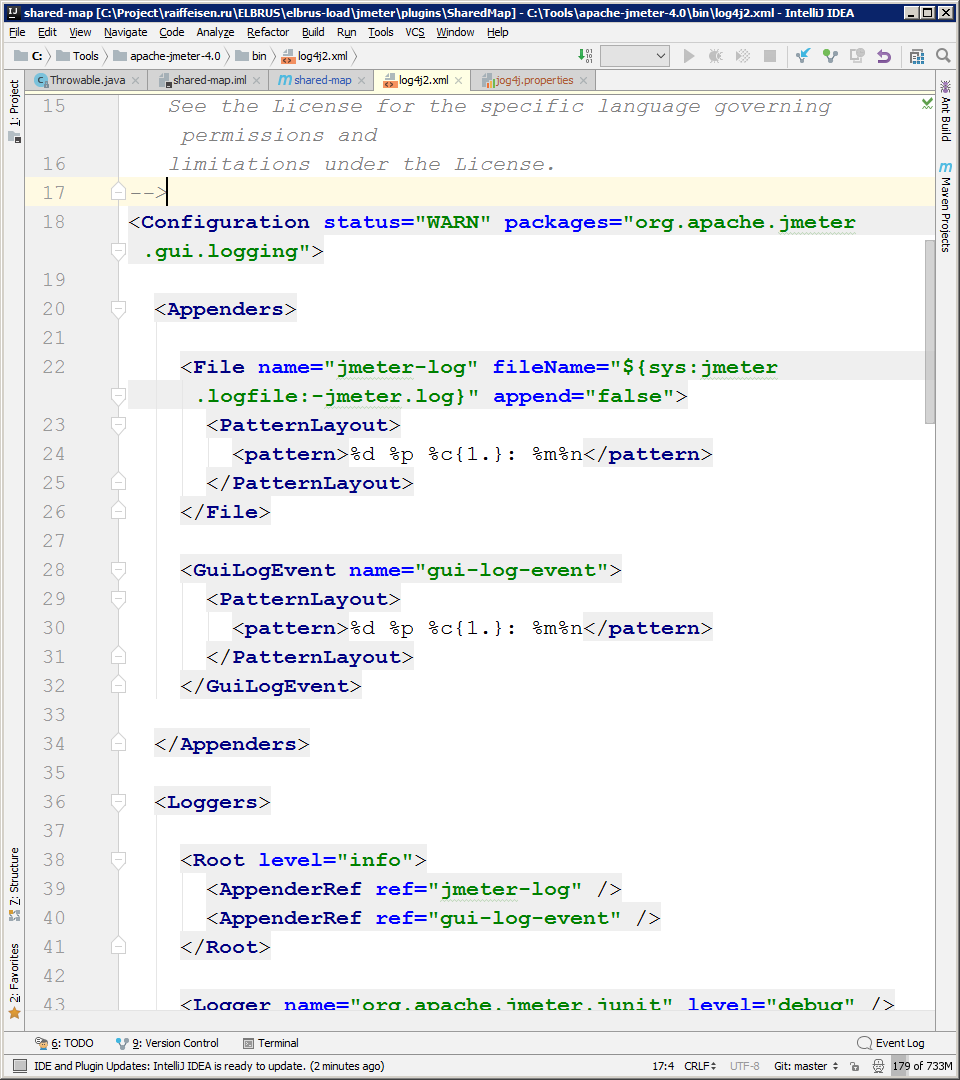 shared-map [C:\Project\raiffeisen.ru\ELBRUS\elbrus-load\jmeter\plugins\SharedMap] - C:\Tools\apache-jmeter-4.0\bin\log4j2.xml - IntelliJ IDEA
File Edit View Navigate Code Analyze Refactor Build Run Tools VCS Window Help
C: Tools apache-jmeter-4.0 bin log4j2.xml
Throwable.java shared-map.iml shared-map log4j2.xml jog4j.properties
1: Project
7: Structure
2: Favorites
15 See the License for the specific language governing
permissions and
16 limitations under the License.
17 -->
18 <Configuration status="WARN" packages="org.apache.jmeter
.gui.logging">
19
20 <Appenders>
21
22 <File name="jmeter-log" fileName="${sys:jmeter
.logfile:-jmeter.log}" append="false">
23 <PatternLayout>
24 <pattern>%d %p %c{1.}: %m%n</pattern>
25 </PatternLayout>
26 </File>
27
28 <GuiLogEvent name="gui-log-event">
29 <PatternLayout>
30 <pattern>%d %p %c{1.}: %m%n</pattern>
31 </PatternLayout>
32 </GuiLogEvent>
33
34 </Appenders>
35
36 <Loggers>
37
38 <Root level="info">
39 <AppenderRef ref="jmeter-log" />
40 <AppenderRef ref="gui-log-event" />
41 </Root>
42
43 <Logger name="org.apache.jmeter.junit" level="debug" />
Ant Build
Maven Projects
6: TODO 9: Version Control Terminal Event Log
IDE and Plugin Updates: IntelliJ IDEA is ready to update. (2 minutes ago) 17:4 CRLF UTF-8 Git: master 179 of 733M